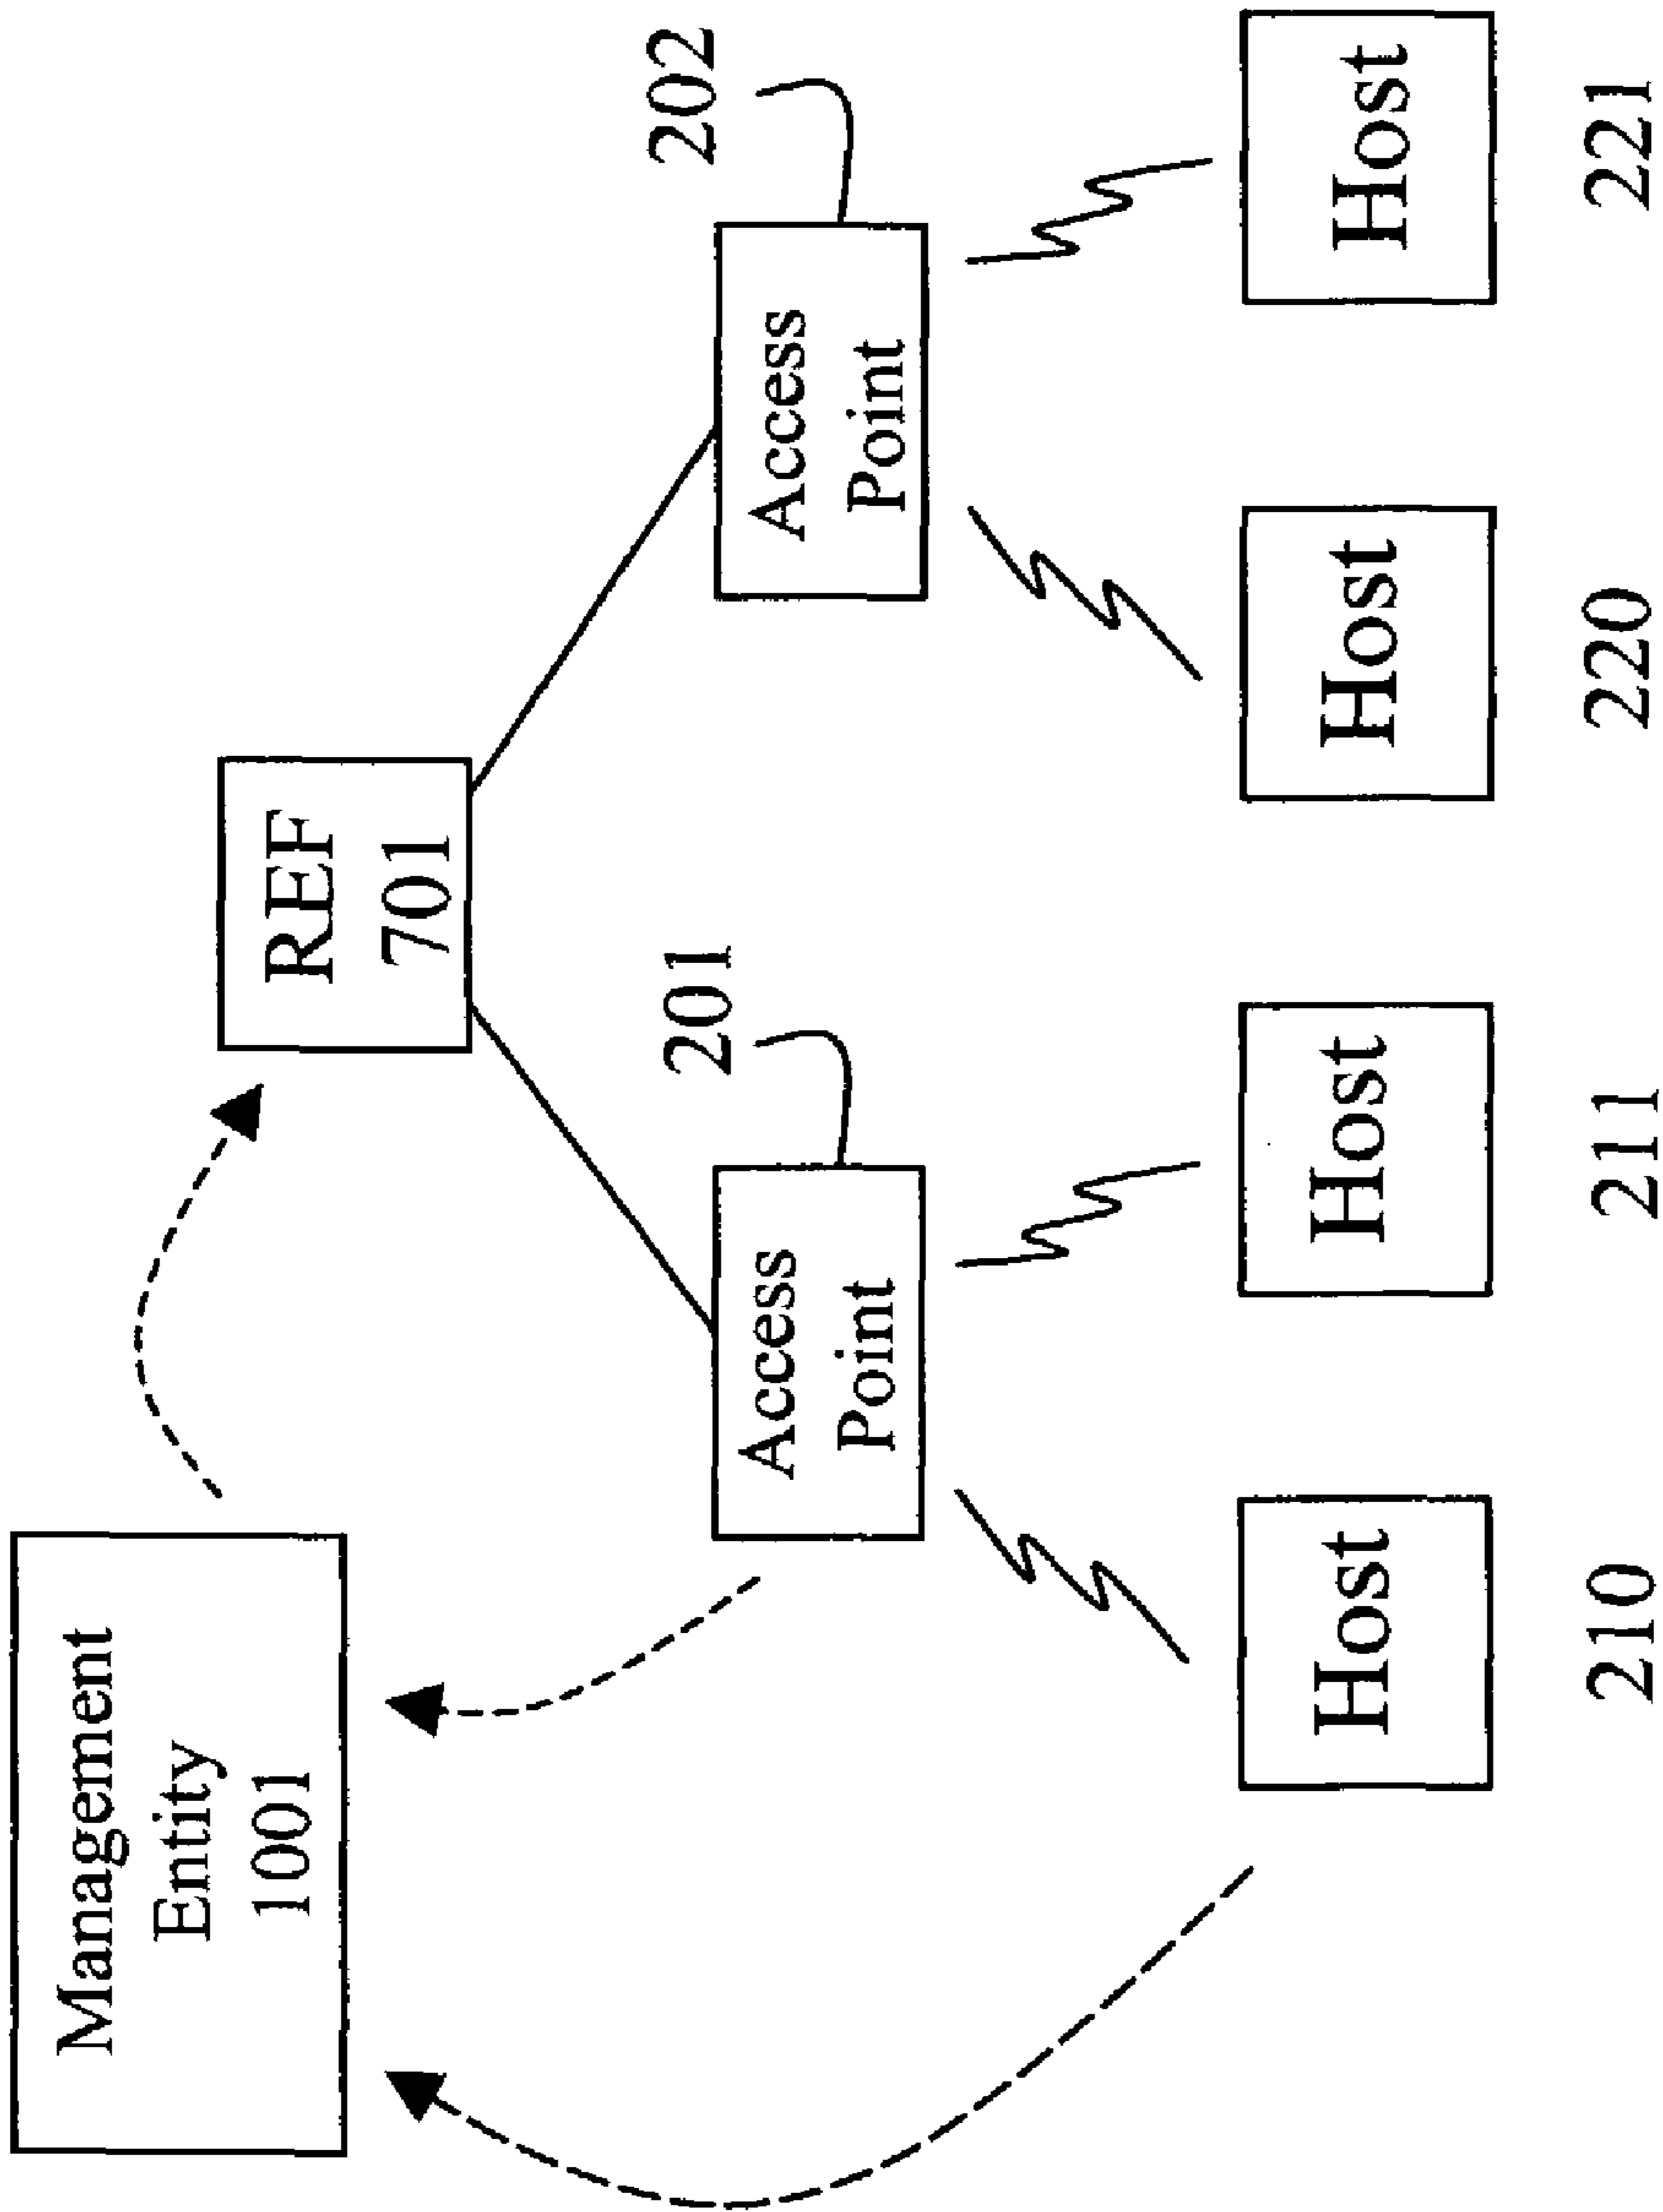 Management
Entity
1001
REF
701
201
202
Access
Point
Access
Point
Host
Host
Host
Host
210
211
220
221